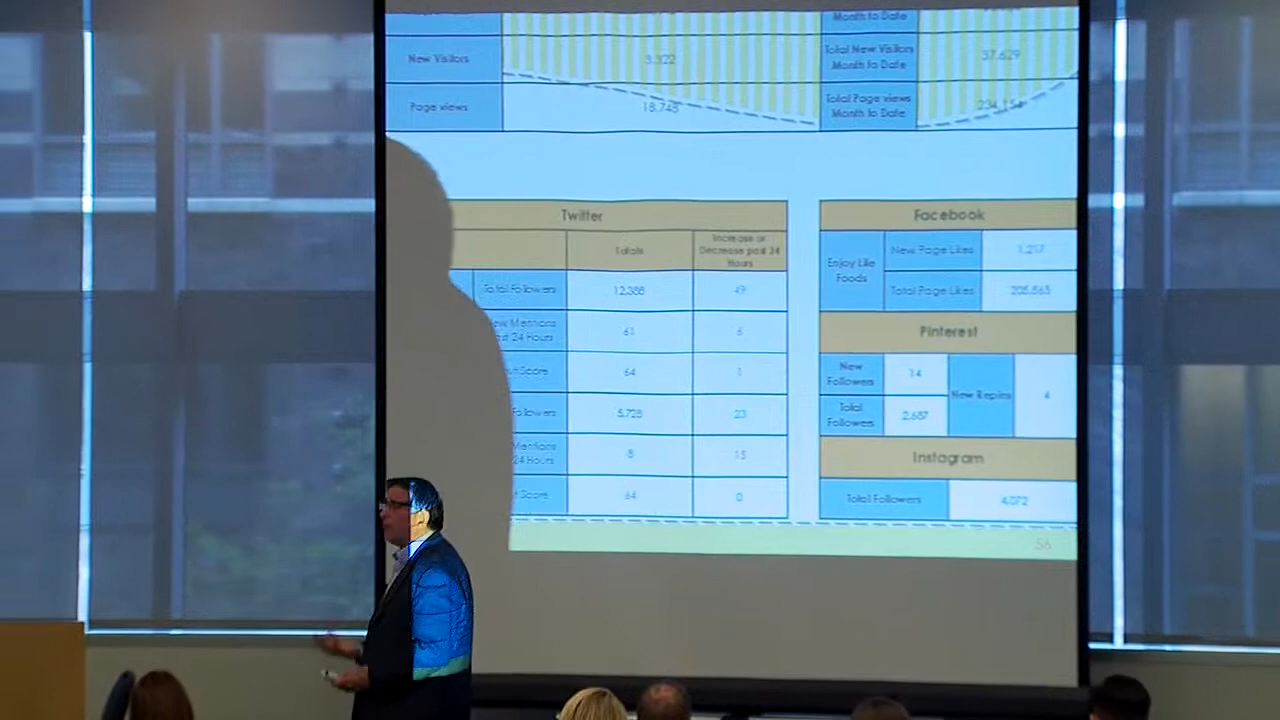 Month to Date
New Visitors 3,322 Total New Visitors 37,629
Month to Date
Page views 18,748 Total Page views 234,154
Month to Date
Twitter
Totals
Increase or
Decrease past 24
Hours
Total Followers 12,388 49
New Mentions
Past 24 Hours
61 6
Score 64 1
Followers 5,728 23
Mentions
24 Hours
8 15
Score 64 0
Facebook
Enjoy Life
Foods
New Page Likes 1,217
Total Page Likes 205,865
Pinterest
New
Followers
14
New Repins 4
Total
Followers
2,687
Instagram
Total Followers 4,072
56